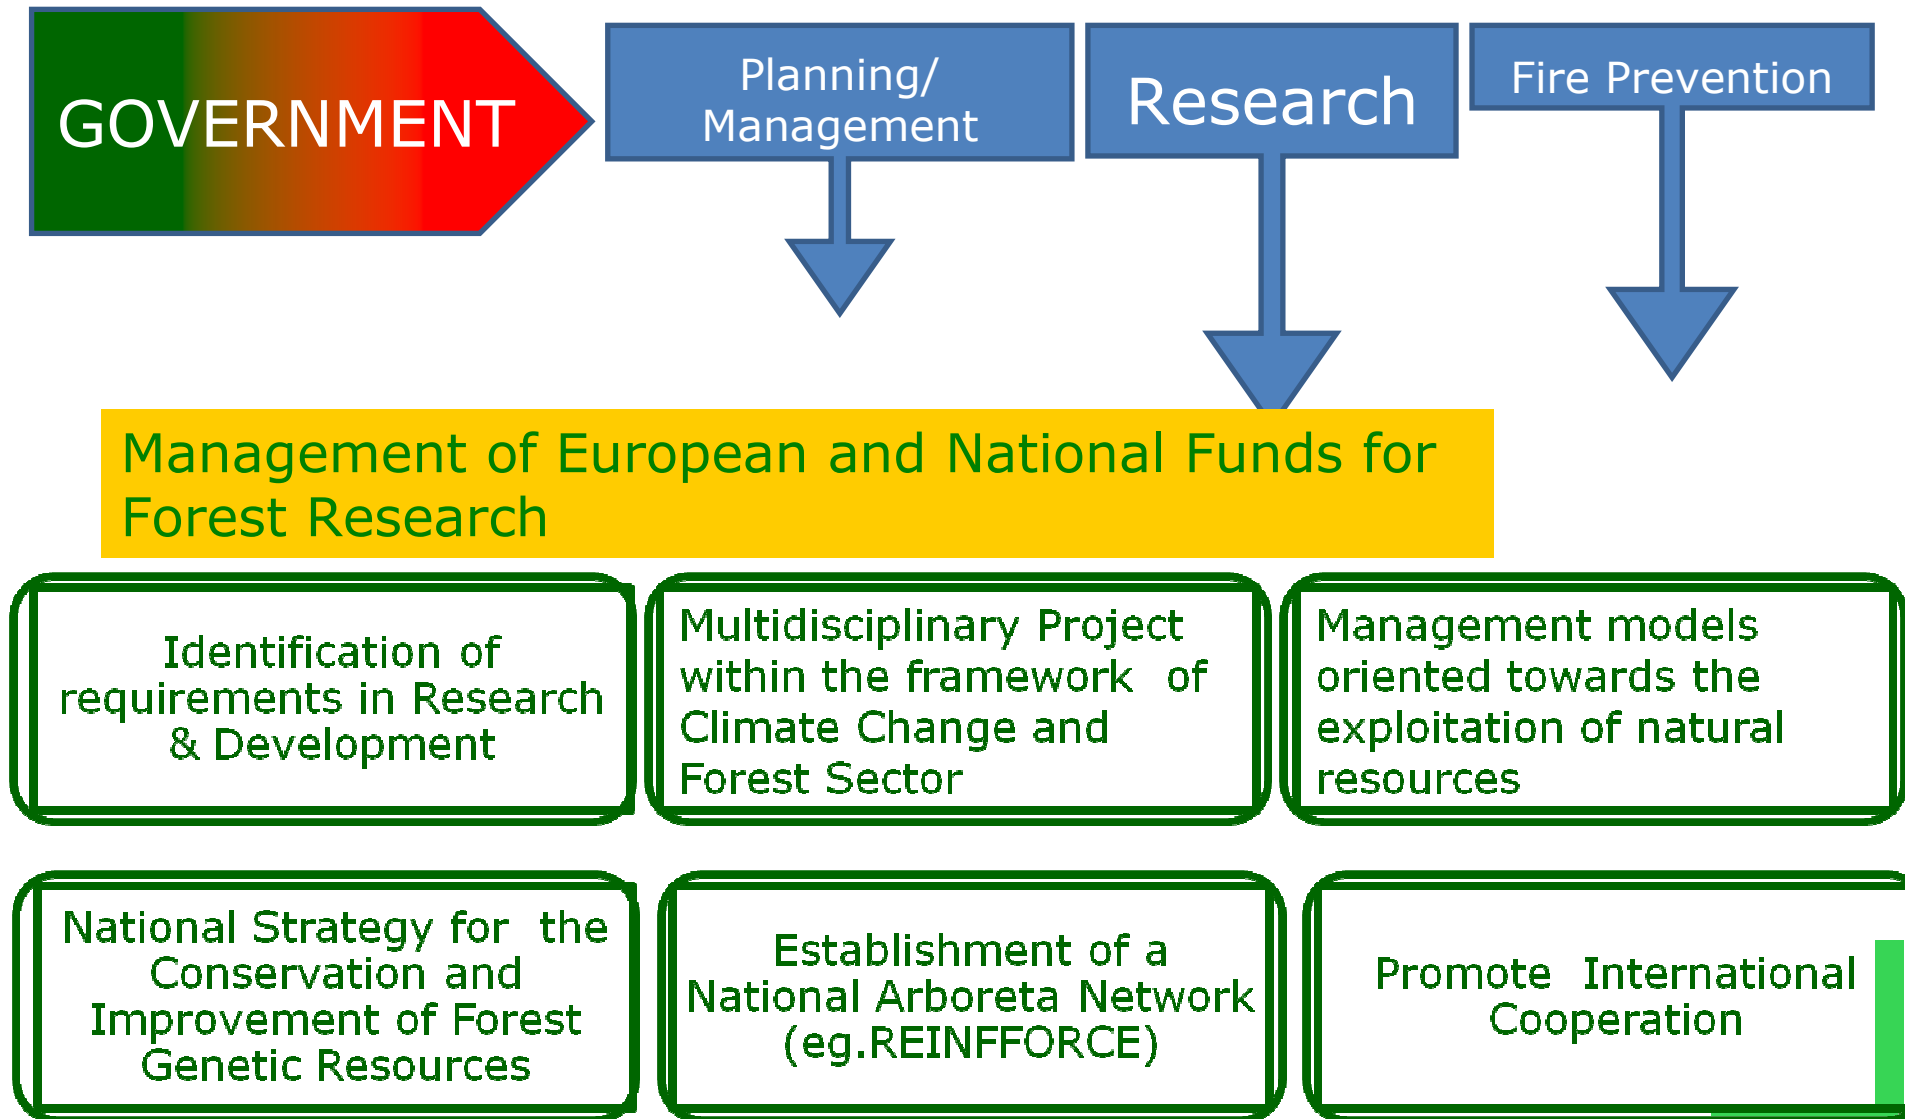 GOVERNMENT
Planning/
Management
Research
Fire Prevention
Management of European and National Funds for
Forest Research
Identification of
requirements in Research
& Development
Multidisciplinary Project
within the framework of
Climate Change and
Forest Sector
Management models
oriented towards the
exploitation of natural
resources
National Strategy for the
Conservation and
Improvement of Forest
Genetic Resources
Establishment of a
National Arboreta Network
(eg.REINFFORCE)
Promote International
Cooperation